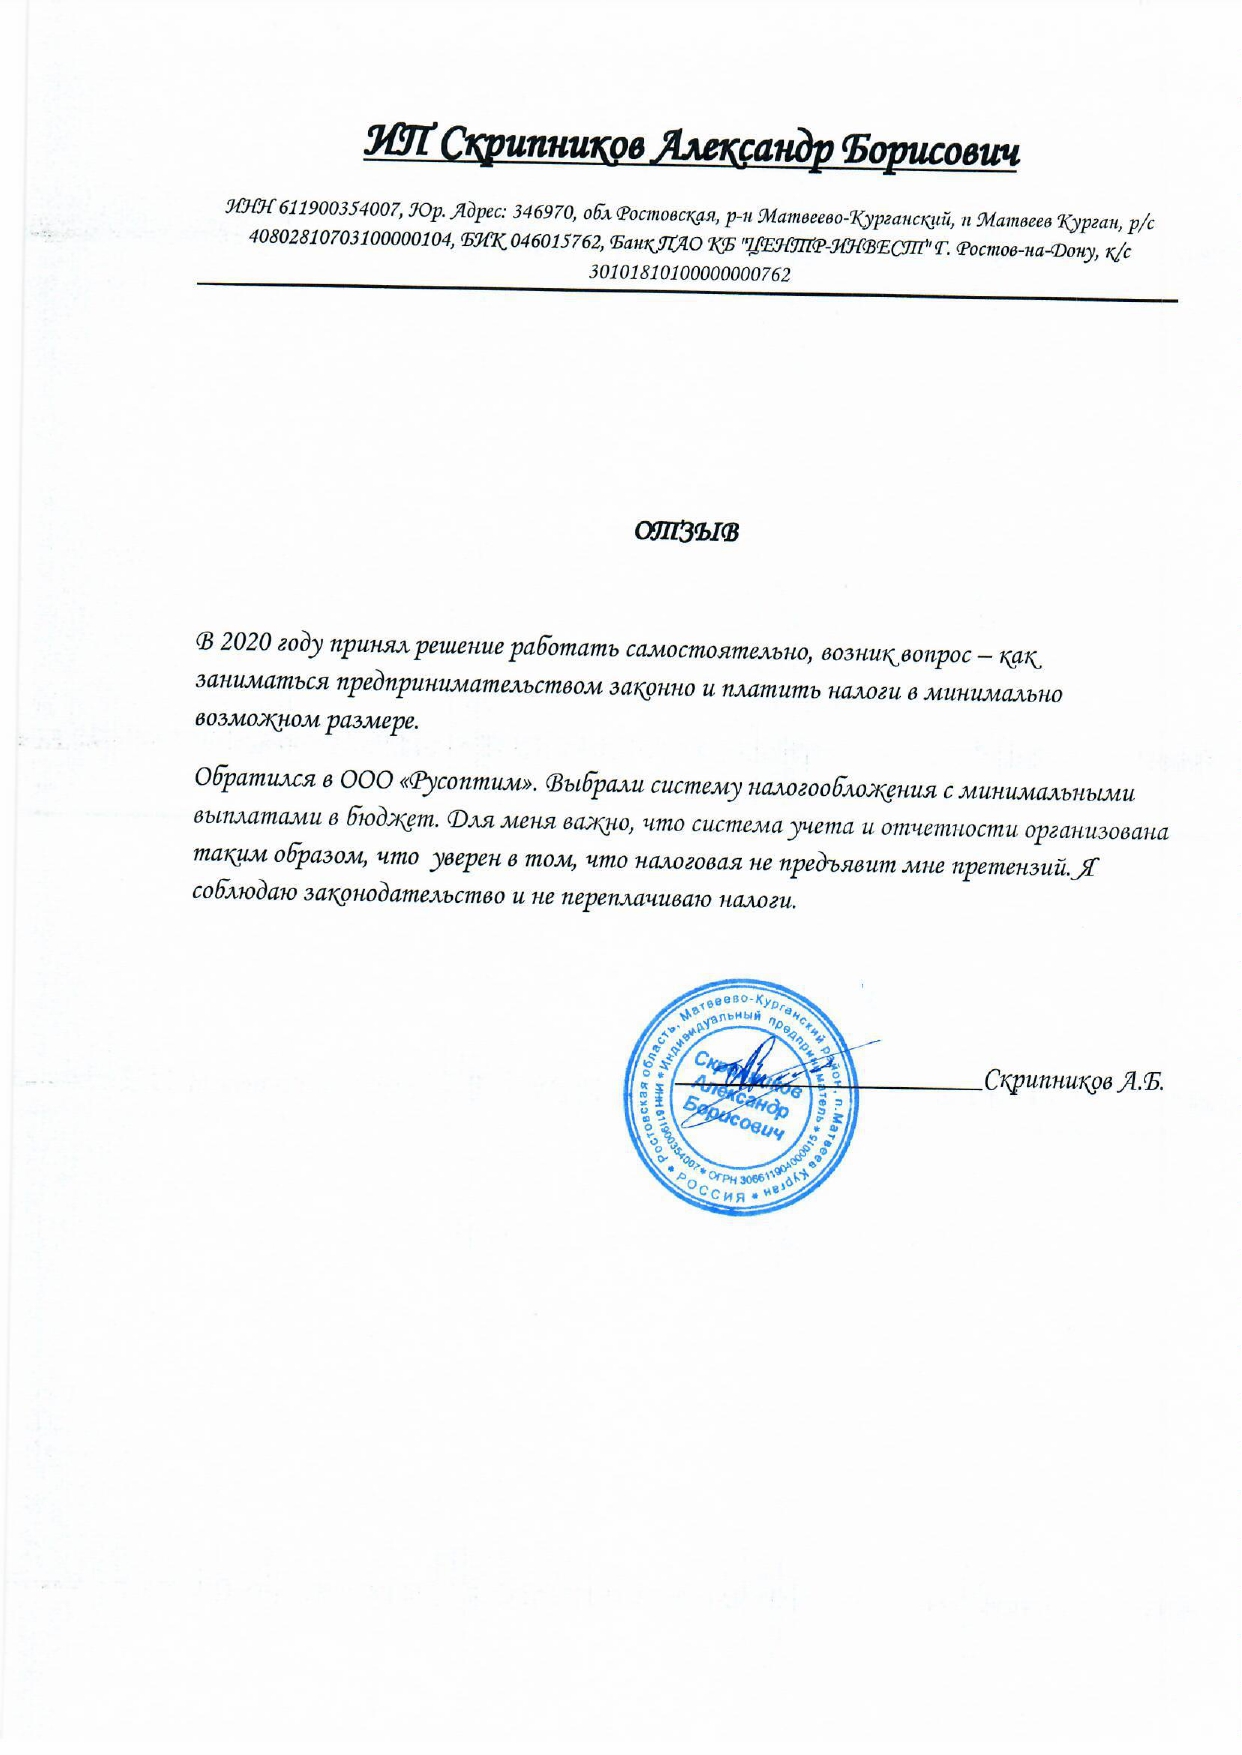 ИП Скрипников Александр Борисович
ИНН 611900354007, Юр. Адрес: 346970, обл Ростовская, р-н Матвеево-Курганский, п Матвеев Курган, р/с
40802810703100000104, БИК 046015762, Банк ПАО КБ "ЦЕНТР-ИНВЕСТ" Г. Ростов-на-Дону, к/с
30101810100000000762
ОТЗЫВ
В 2020 году принял решение работать самостоятельно, возник вопрос – как
заниматься предпринимательством законно и платить налоги в минимально
возможном размере.
Обратился в ООО «Русоптим». Выбрали систему налогообложения с минимальными
выплатами в бюджет. Для меня важно, что система учета и отчетности организована
таким образом, что уверен в том, что налоговая не предъявит мне претензий. Я
соблюдаю законодательство и не переплачиваю налоги.
Ростовская область, Матвеево-Курганский район, п.Матвеев Курган
РОССИЯ
Индивидуальный предприниматель
ИНН 611900354007 * ОГРН 306611904000015
Скрипников
Александр
Борисович
Скрипников А.Б.